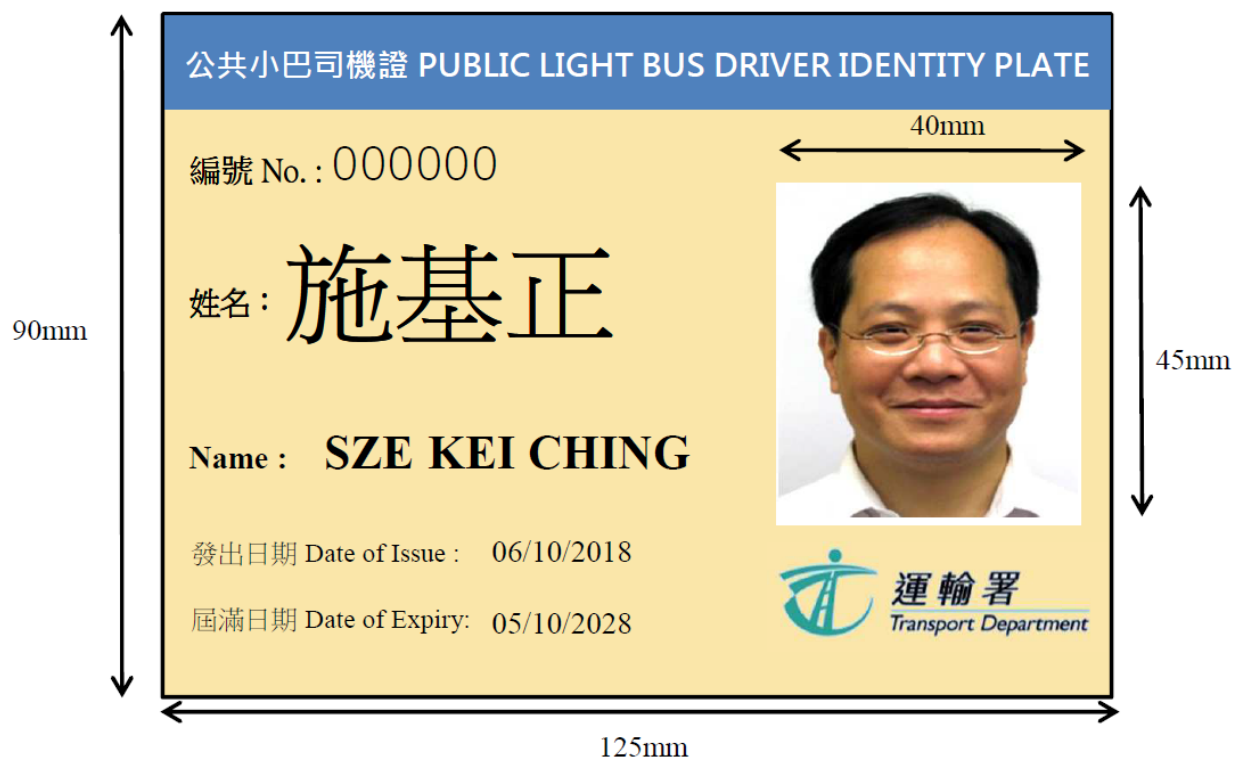 公共小巴司機證 PUBLIC LIGHT BUS DRIVER IDENTITY PLATE
40mm
編號 No. : 000000
姓名 : 施基正
90mm
45mm
Name : SZE KEI CHING
發出日期 Date of Issue : 06/10/2018
屆滿日期 Date of Expiry: 05/10/2028
運輸署
Transport Department
125mm